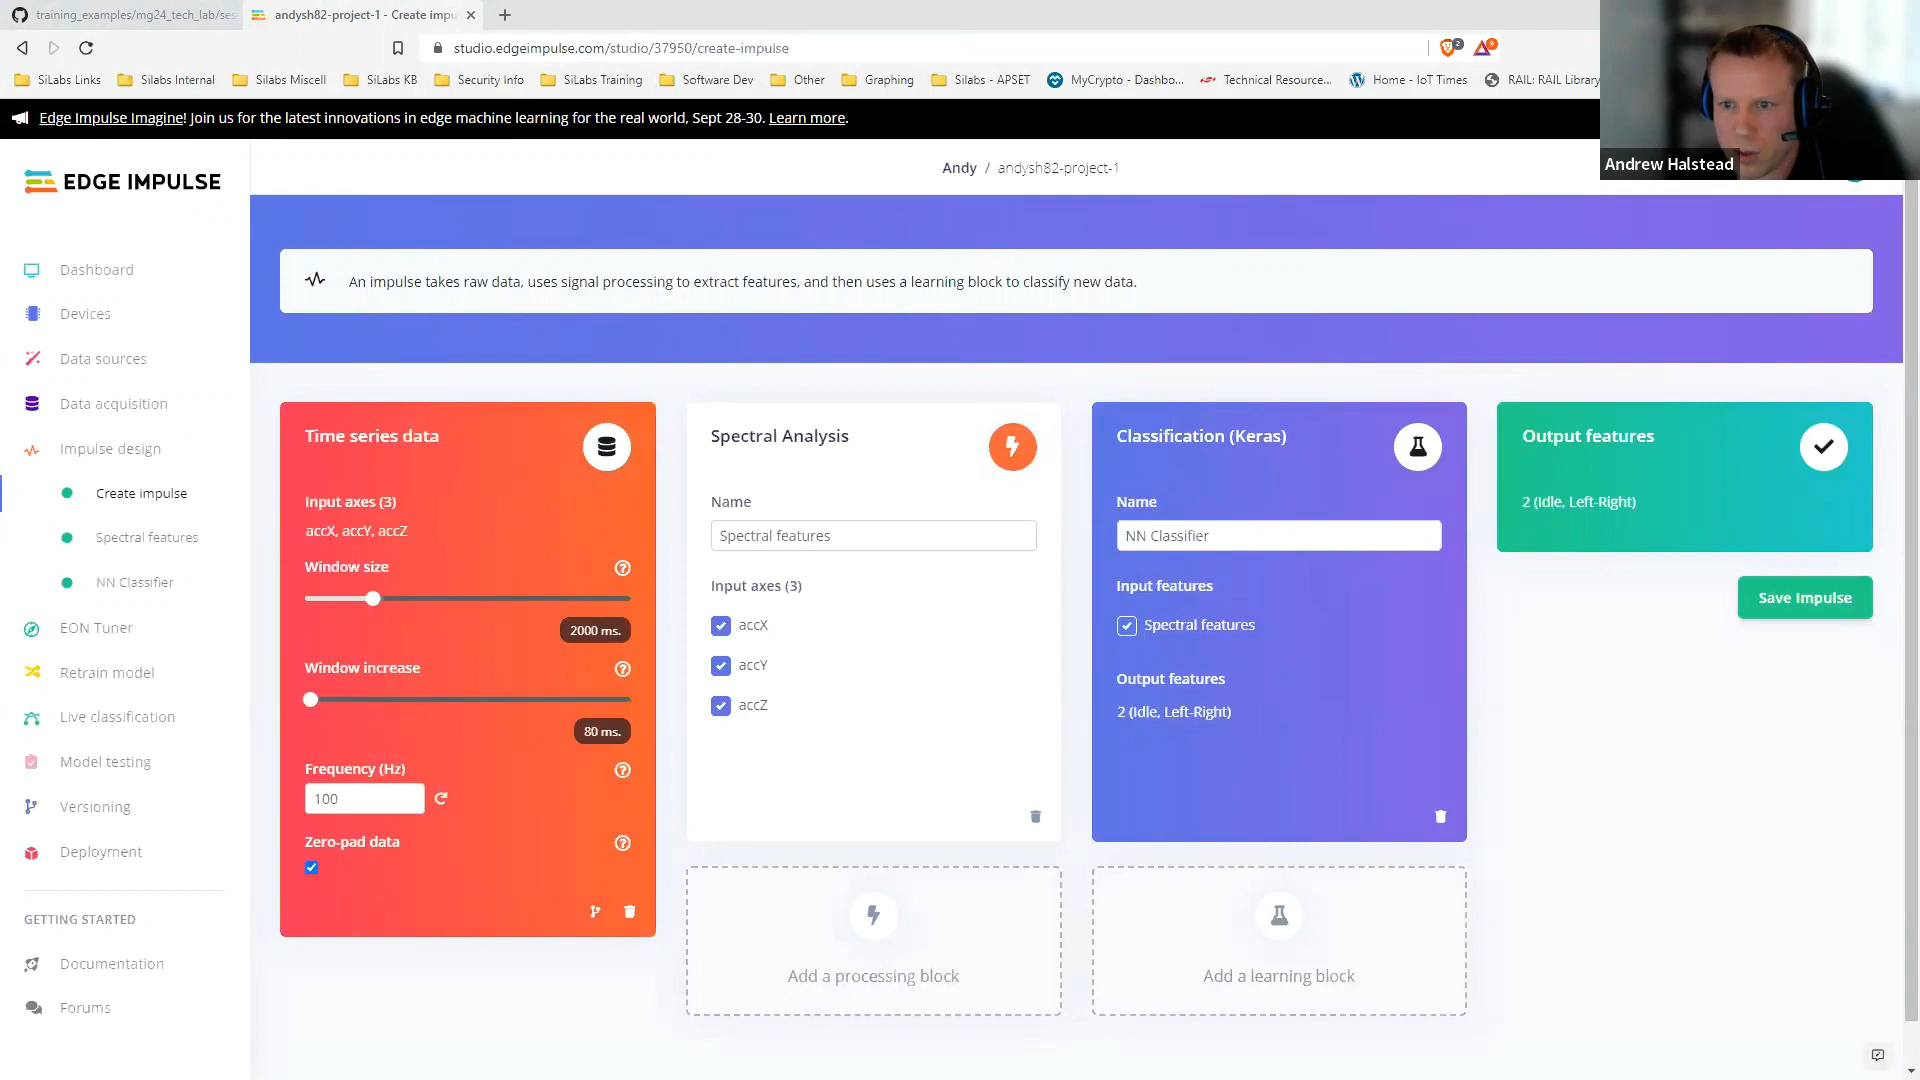 training_examples/mg24_tech_lab/ses
andysh82-project-1 - Create impu
studio.edgeimpulse.com/studio/37950/create-impulse
2
9
SiLabs Links
Silabs Internal
Silabs Miscell
SiLabs KB
Security Info
SiLabs Training
Software Dev
Other
Graphing
Silabs - APSET
MyCrypto - Dashbo...
Technical Resource...
Home - IoT Times
RAIL: RAIL Library
Edge Impulse Imagine! Join us for the latest innovations in edge machine learning for the real world, Sept 28-30. Learn more.
Andrew Halstead
EDGE IMPULSE
Andy / andysh82-project-1
Dashboard
Devices
Data sources
Data acquisition
Impulse design
Create impulse
Spectral features
NN Classifier
EON Tuner
Retrain model
Live classification
Model testing
Versioning
Deployment
GETTING STARTED
Documentation
Forums
An impulse takes raw data, uses signal processing to extract features, and then uses a learning block to classify new data.
Time series data
Input axes (3)
accX, accY, accZ
Window size
2000 ms.
Window increase
80 ms.
Frequency (Hz)
100
Zero-pad data
Spectral Analysis
Name
Spectral features
Input axes (3)
accX
accY
accZ
Add a processing block
Classification (Keras)
Name
NN Classifier
Input features
Spectral features
Output features
2 (Idle, Left-Right)
Add a learning block
Output features
2 (Idle, Left-Right)
Save Impulse